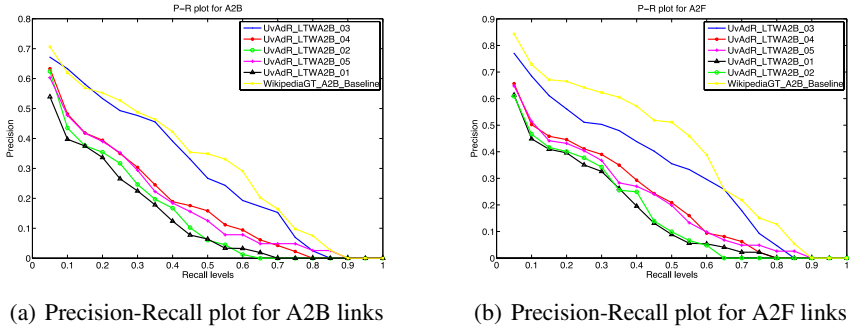 P−R plot for A2B
0.8
0.7
0.6
0.5
0.4
0.3
0.2
0.1
0
Precision
0
0.1
0.2
0.3
0.4
0.5
0.6
0.7
0.8
0.9
1
Recall levels
UvAdR_LTWA2B_03
UvAdR_LTWA2B_04
UvAdR_LTWA2B_02
UvAdR_LTWA2B_05
UvAdR_LTWA2B_01
WikipediaGT_A2B_Baseline
(a) Precision-Recall plot for A2B links
P−R plot for A2F
0.9
0.8
0.7
0.6
0.5
0.4
0.3
0.2
0.1
0
Precision
0
0.1
0.2
0.3
0.4
0.5
0.6
0.7
0.8
0.9
1
Recall levels
UvAdR_LTWA2B_03
UvAdR_LTWA2B_04
UvAdR_LTWA2B_05
UvAdR_LTWA2B_01
UvAdR_LTWA2B_02
WikipediaGT_A2B_Baseline
(b) Precision-Recall plot for A2F links